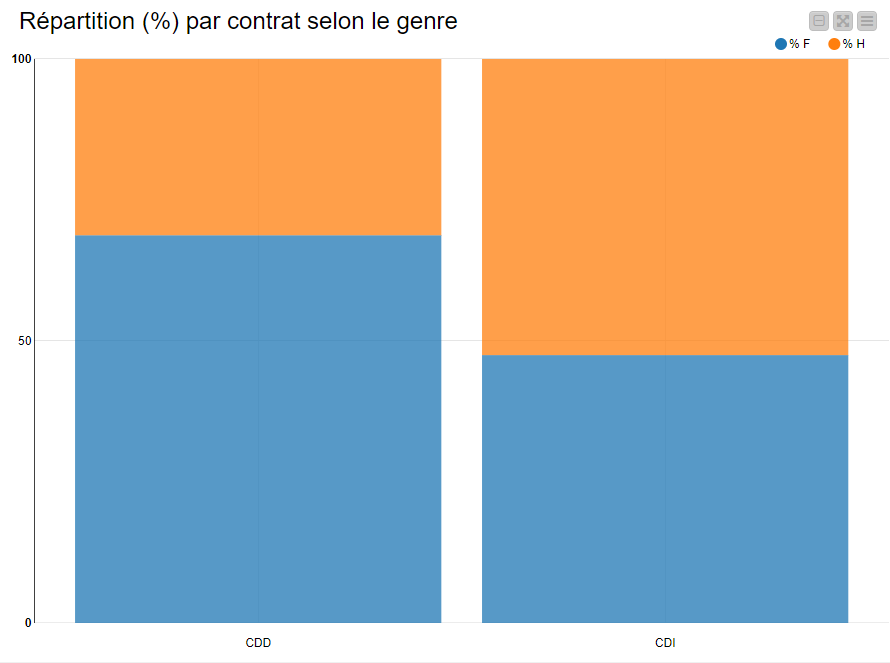 Répartition (%) par contrat selon le genre
% F % H
100
50
0
CDD CDI